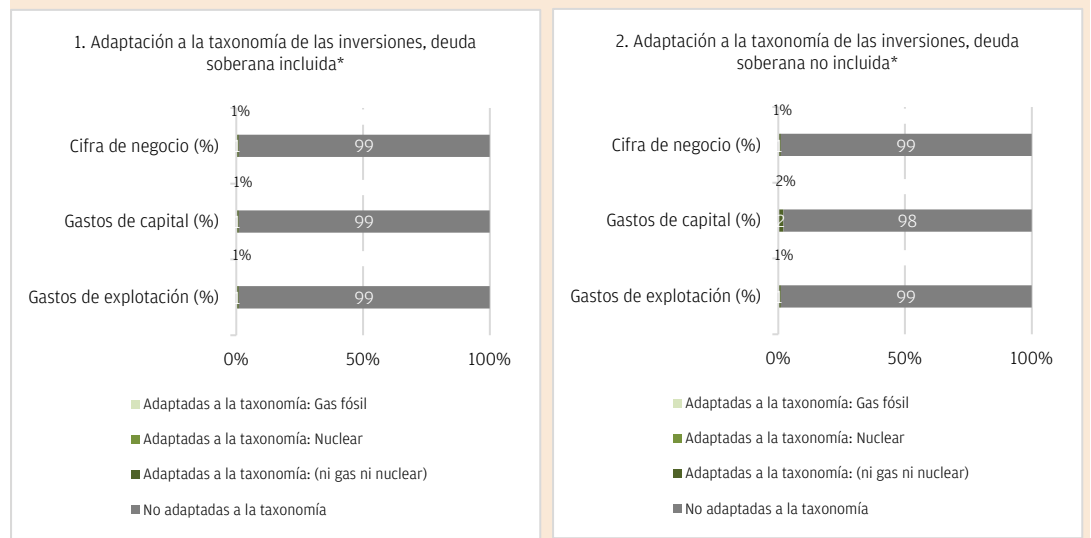 1. Adaptación a la taxonomía de las inversiones, deuda
soberana incluida*
1%
Cifra de negocio (%)
1 99
1%
Gastos de capital (%)
1 99
1%
Gastos de explotación (%)
1 99
0% 50% 100%
Adaptadas a la taxonomía: Gas fósil
Adaptadas a la taxonomía: Nuclear
Adaptadas a la taxonomía: (ni gas ni nuclear)
No adaptadas a la taxonomía
2. Adaptación a la taxonomía de las inversiones, deuda
soberana no incluida*
1%
Cifra de negocio (%)
1 99
2%
Gastos de capital (%)
2 98
1%
Gastos de explotación (%)
1 99
0% 50% 100%
Adaptadas a la taxonomía: Gas fósil
Adaptadas a la taxonomía: Nuclear
Adaptadas a la taxonomía: (ni gas ni nuclear)
No adaptadas a la taxonomía